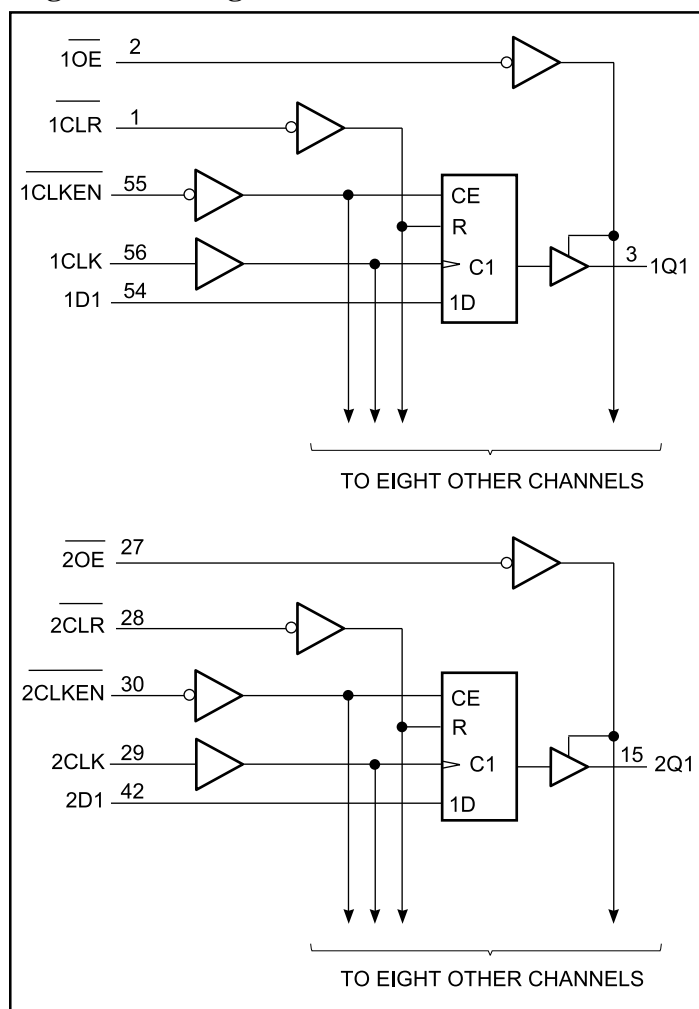 1OE 2
1CLR 1
1CLKEN 55
CE
R
1CLK 56
C1
3 1Q1
1D1 54
1D
TO EIGHT OTHER CHANNELS
2OE 27
2CLR 28
2CLKEN 30
CE
R
2CLK 29
C1
15 2Q1
2D1 42
1D
TO EIGHT OTHER CHANNELS